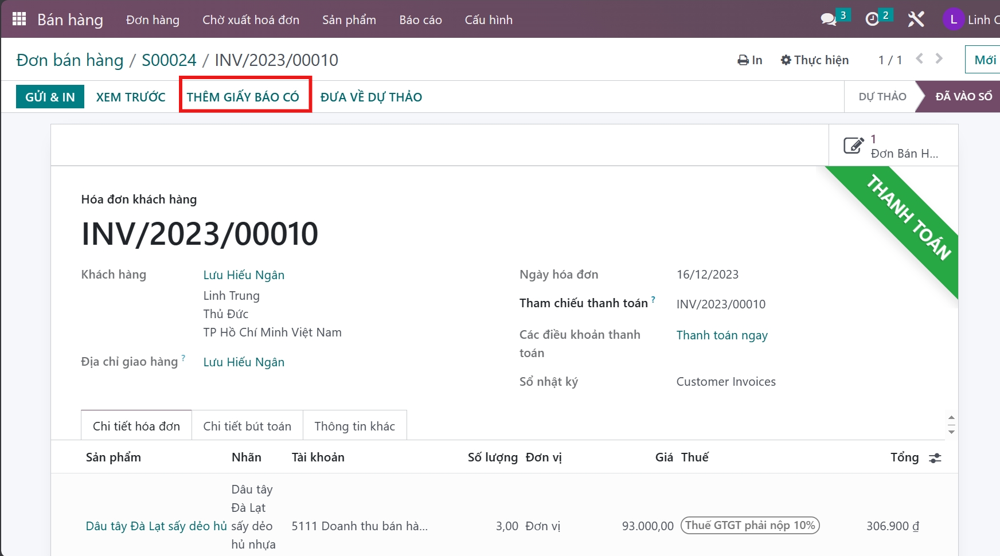 Bán hàng Đơn hàng Chờ xuất hoá đơn Sản phẩm Báo cáo Cấu hình 3 2 L Linh
Đơn bán hàng / S00024 / INV/2023/00010 In Thực hiện 1 / 1 Mới
GỬI & IN XEM TRƯỚC THÊM GIẤY BÁO CÓ ĐƯA VỀ DỰ THẢO DỰ THẢO ĐÃ VÀO SỔ
1
Đơn Bán H...
THANH TOÁN
Hóa đơn khách hàng
INV/2023/00010
Khách hàng Lưu Hiếu Ngân Ngày hóa đơn 16/12/2023
Linh Trung
Tham chiếu thanh toán ? INV/2023/00010
Thủ Đức
TP Hồ Chí Minh Việt Nam Các điều khoản thanh Thanh toán ngay
toán
Địa chỉ giao hàng ? Lưu Hiếu Ngân
Sổ nhật ký Customer Invoices
Chi tiết hóa đơn Chi tiết bút toán Thông tin khác
Sản phẩm Nhãn Tài khoản Số lượng Đơn vị Giá Thuế Tổng
Dâu tây
Đà Lạt
Dâu tây Đà Lạt sấy dẻo hủ sấy dẻo 5111 Doanh thu bán hà... 3,00 Đơn vị 93.000,00 Thuế GTGT phải nộp 10% 306.900 ₫
hủ nhựa